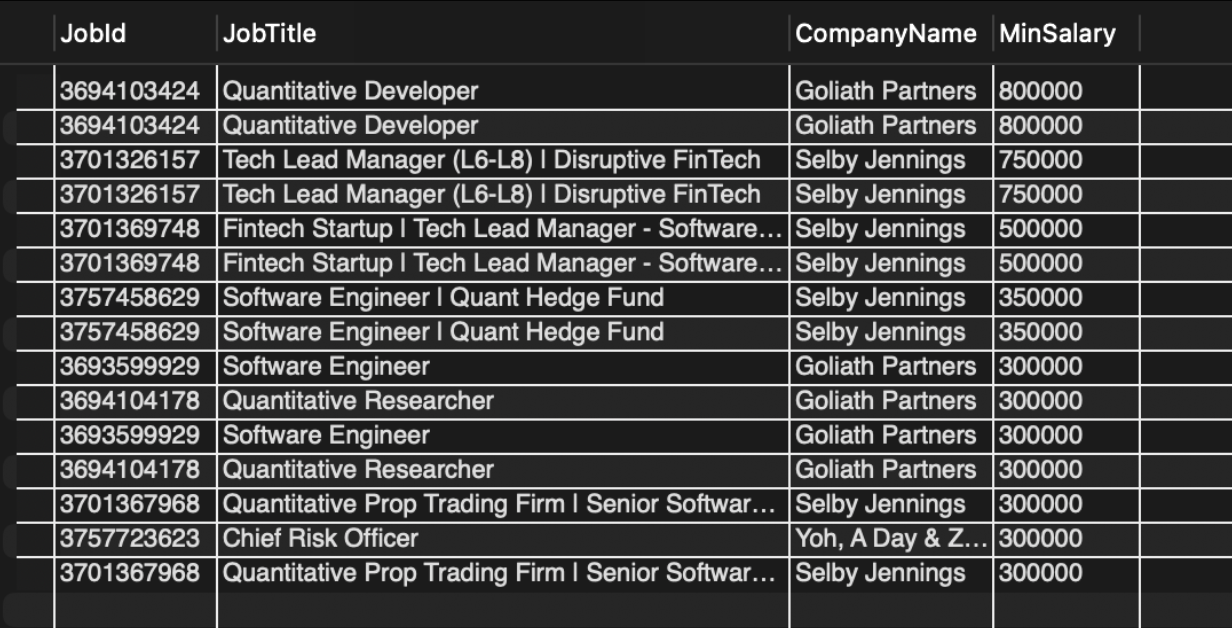 JobId JobTitle CompanyName MinSalary
3694103424 Quantitative Developer Goliath Partners 800000
3694103424 Quantitative Developer Goliath Partners 800000
3701326157 Tech Lead Manager (L6-L8) | Disruptive FinTech Selby Jennings 750000
3701326157 Tech Lead Manager (L6-L8) | Disruptive FinTech Selby Jennings 750000
3701369748 Fintech Startup | Tech Lead Manager - Software... Selby Jennings 500000
3701369748 Fintech Startup | Tech Lead Manager - Software... Selby Jennings 500000
3757458629 Software Engineer | Quant Hedge Fund Selby Jennings 350000
3757458629 Software Engineer | Quant Hedge Fund Selby Jennings 350000
3693599929 Software Engineer Goliath Partners 300000
3694104178 Quantitative Researcher Goliath Partners 300000
3693599929 Software Engineer Goliath Partners 300000
3694104178 Quantitative Researcher Goliath Partners 300000
3701367968 Quantitative Prop Trading Firm | Senior Softwar... Selby Jennings 300000
3757723623 Chief Risk Officer Yoh, A Day & Z... 300000
3701367968 Quantitative Prop Trading Firm | Senior Softwar... Selby Jennings 300000